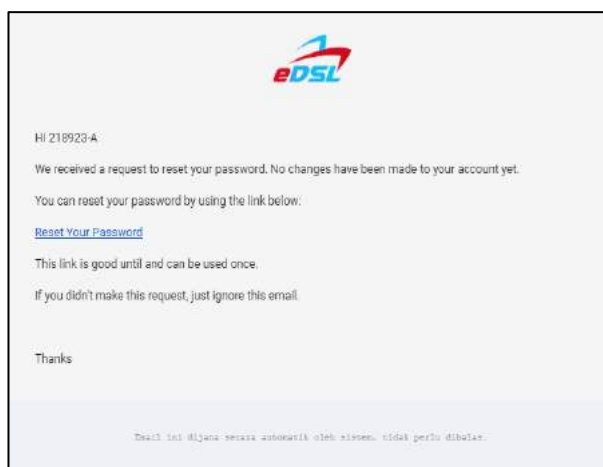 eDSL
Hi 218923-A
We received a request to reset your password. No changes have been made to your account yet.
You can reset your password by using the link below:
Reset Your Password
This link is good until and can be used once.
If you didn't make this request, just ignore this email.
Thanks
Email ini dijana secara automatik oleh sistem, tidak perlu dibalas.